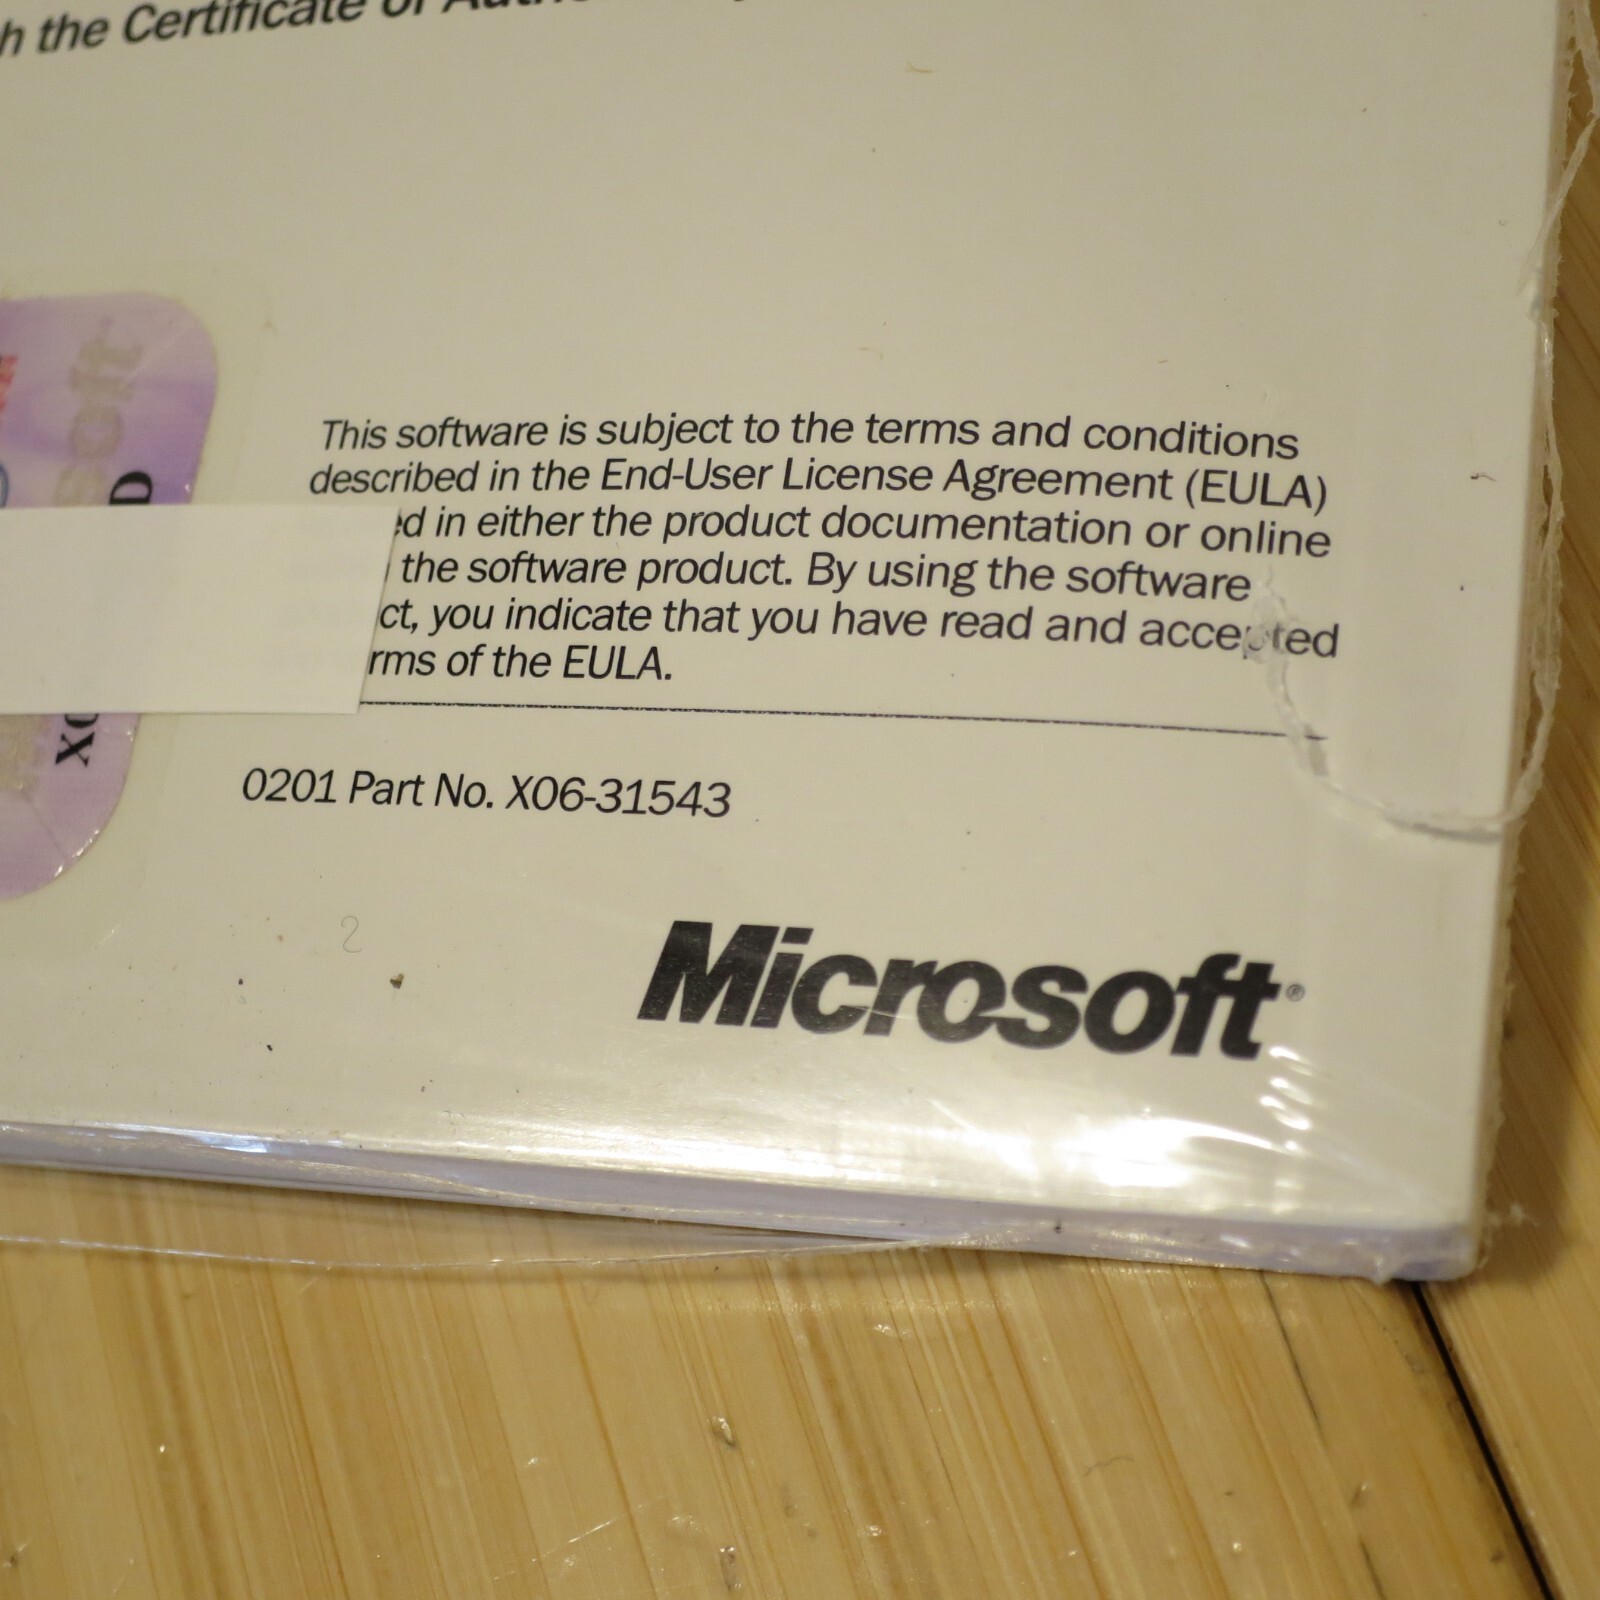 the Certificate of
This software is subject to the terms and conditions
described in the End-User License Agreement (EULA)
in either the product documentation or online
the software product. By using the software
ct, you indicate that you have read and accepted
rms of the EULA.
0201 Part No. X06-31543
Microsoft®